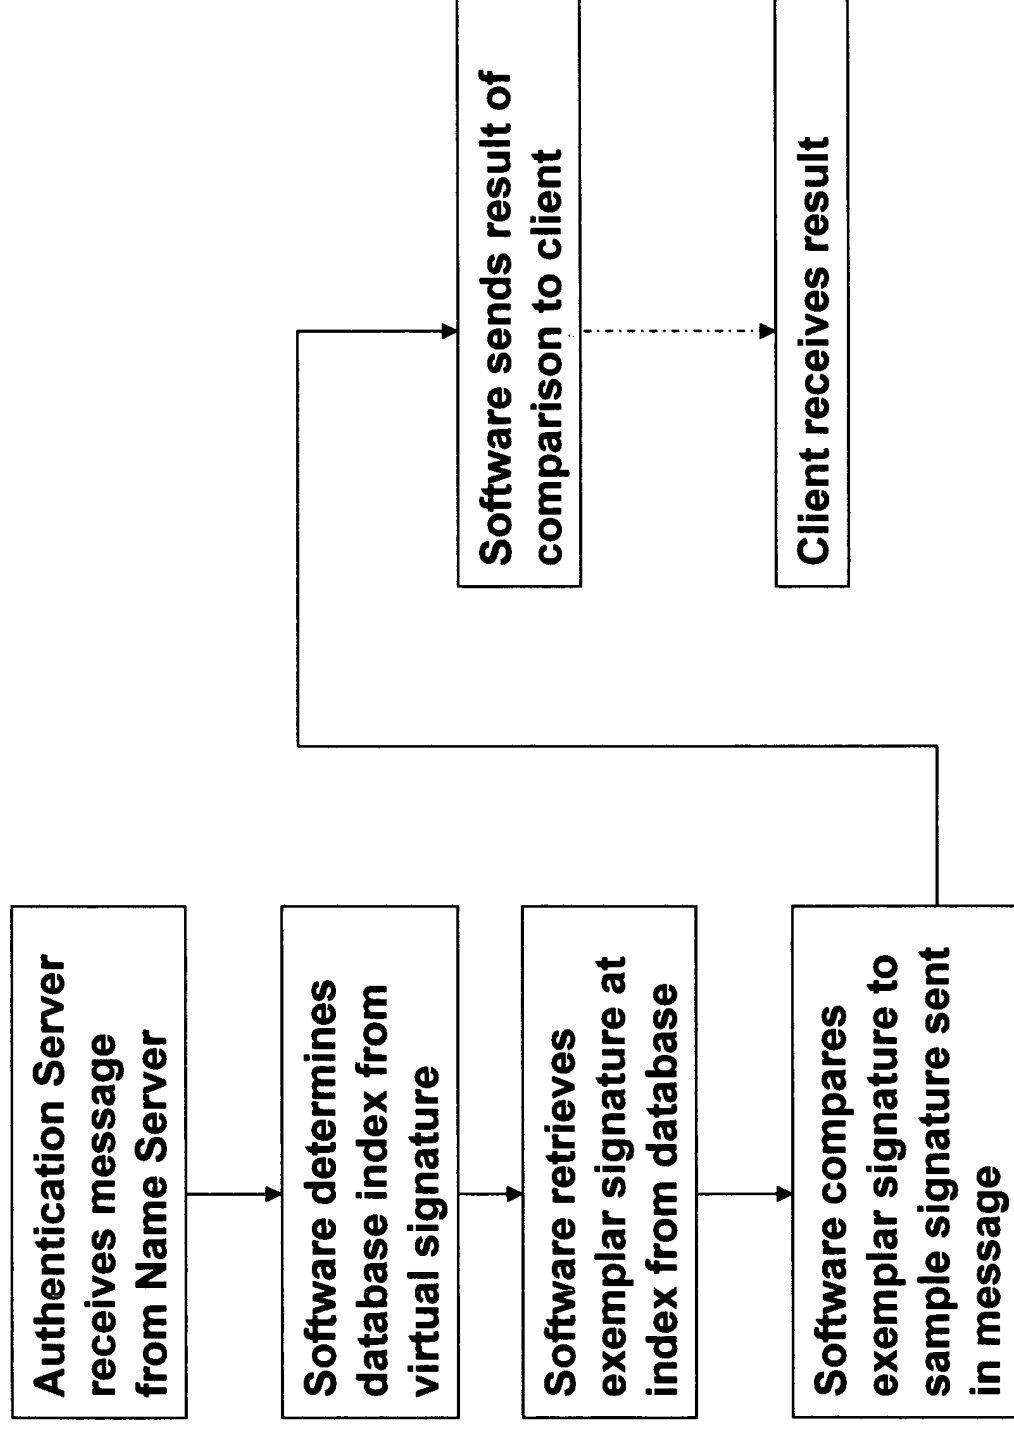 Authentication Server
receives message
from Name Server
Software determines
database index from
virtual signature
Software retrieves
exemplar signature at
index from database
Software compares
exemplar signature to
sample signature sent
in message
Software sends result of
comparison to client
Client receives result